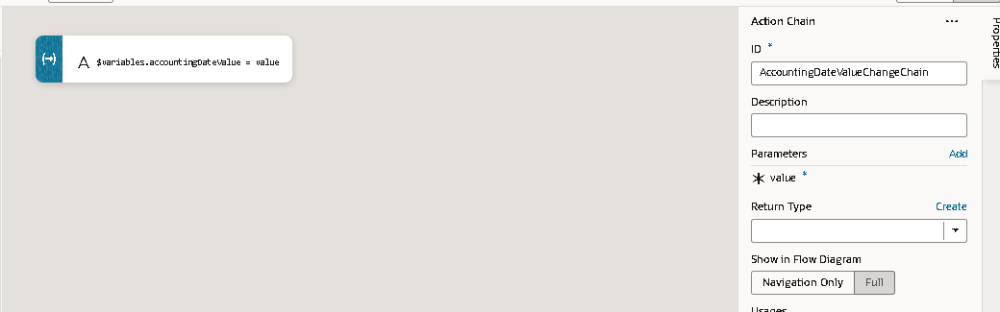 Action Chain
Properties
ID *
AccountingDateValueChangeChain
A $variables.accountingDateValue = value
Description
Parameters Add
value *
Return Type Create
Show in Flow Diagram
Navigation Only Full
Usages